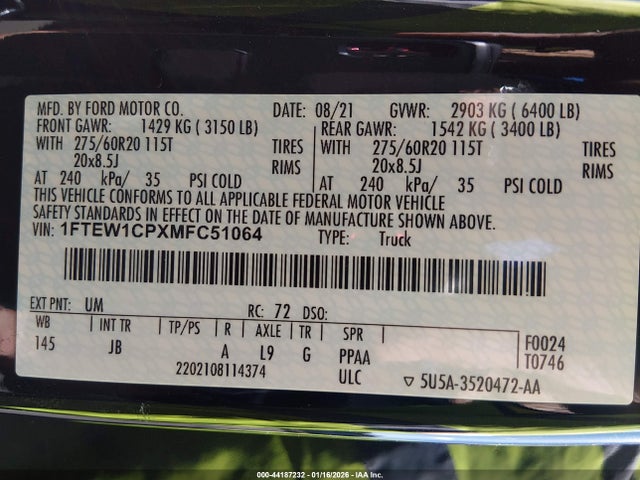 MFD. BY FORD MOTOR CO. DATE: 08/21 GVWR: 2903 KG ( 6400 LB)
FRONT GAWR: 1429 KG ( 3150 LB) REAR GAWR: 1542 KG ( 3400 LB)
WITH 275/60R20 115T TIRES WITH 275/60R20 115T TIRES
20x8.5J RIMS 20x8.5J RIMS
AT 240 kPa/ 35 PSI COLD AT 240 kPa/ 35 PSI COLD
THIS VEHICLE CONFORMS TO ALL APPLICABLE FEDERAL MOTOR VEHICLE
SAFETY STANDARDS IN EFFECT ON THE DATE OF MANUFACTURE SHOWN ABOVE.
VIN: 1FTEW1CPXMFC51064 TYPE: Truck
EXT PNT: UM RC: 72 DSO:
WB INT TR TP/PS R AXLE TR SPR F0024
145 JB A L9 G PPAA T0746
2202108114374 ULC ▽ 5U5A-3520472-AA
000-44187232 - 01/16/2026 - IAA Inc.